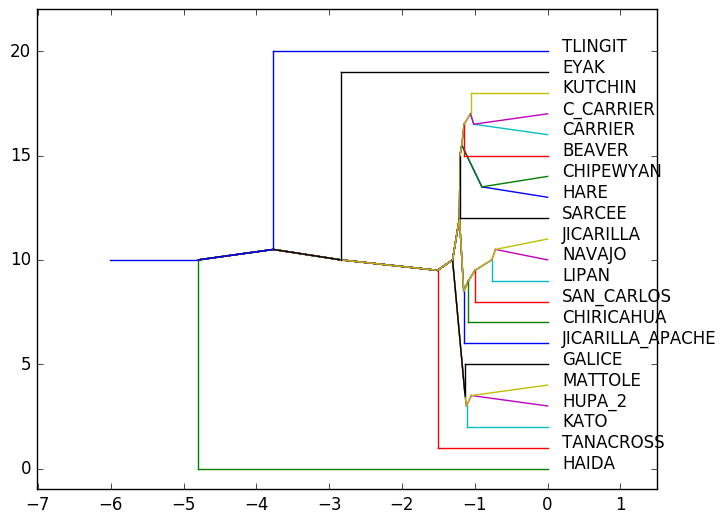 20
15
10
5
0
TLINGIT
EYAK
KUTCHIN
C_CARRIER
CARRIER
BEAVER
CHIPEWYAN
HARE
SARCEE
JICARILLA
NAVAJO
LIPAN
SAN_CARLOS
CHIRICAHUA
JICARILLA_APACHE
GALICE
MATTOLE
HUPA_2
KATO
TANACROSS
HAIDA
−7 −6 −5 −4 −3 −2 −1 0 1